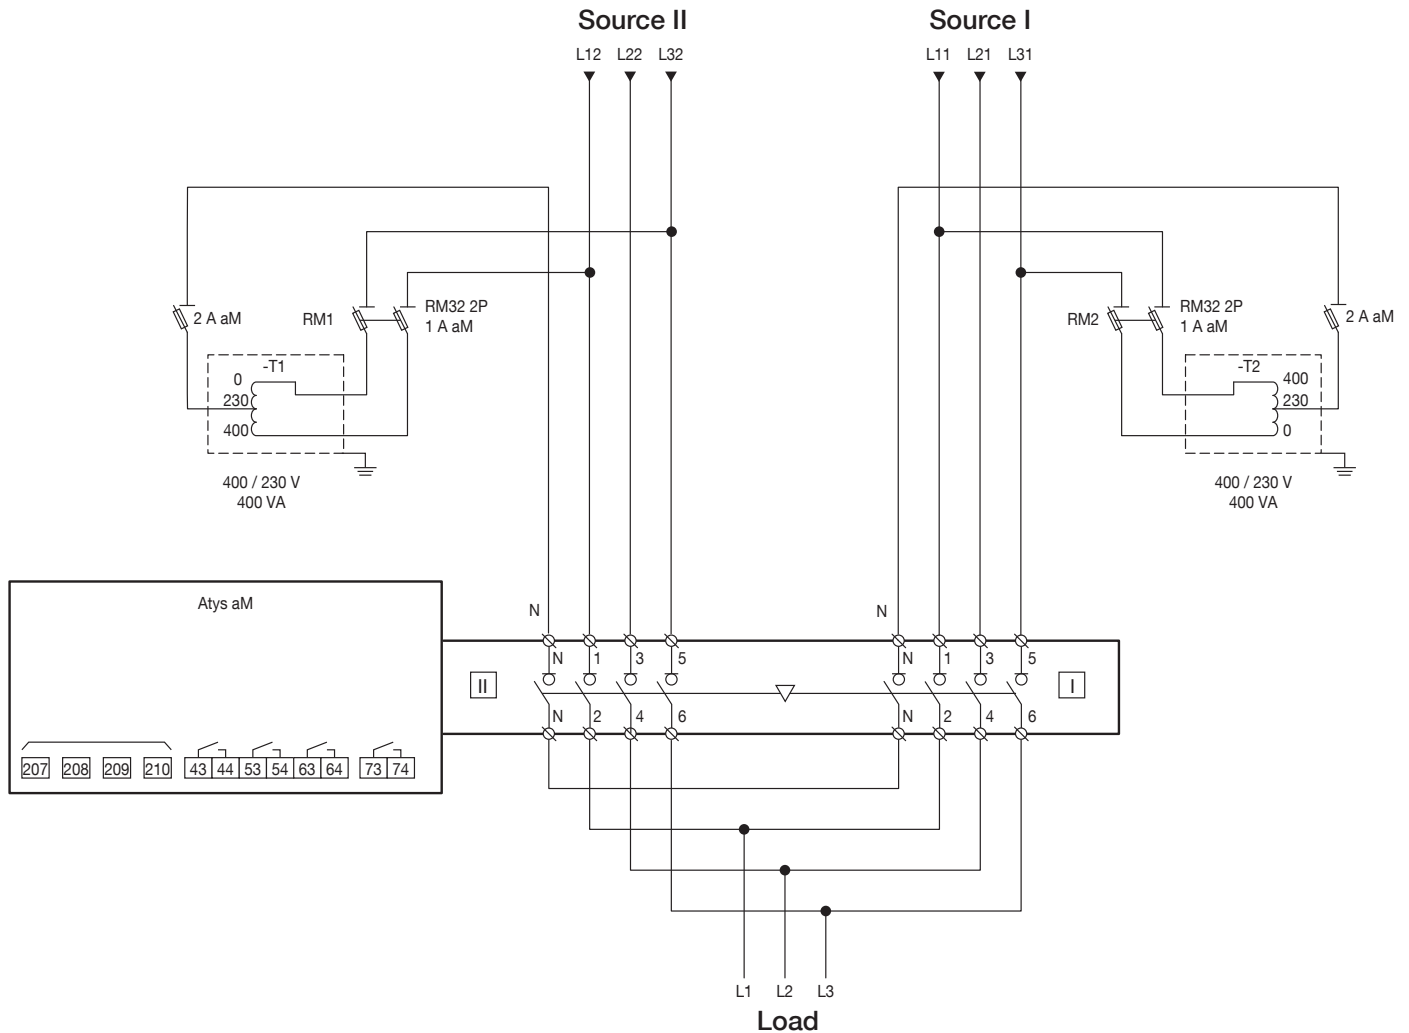 Source II
Source I
L12 L22 L32
L11 L21 L31
2 A aM
RM1
RM32 2P
1 A aM
RM2
RM32 2P
1 A aM
2 A aM
-T1
0
230
400
-T2
400
230
0
400 / 230 V
400 VA
400 / 230 V
400 VA
Atys aM
N
N
N 1 3 5
N 1 3 5
II
I
N 2 4 6
N 2 4 6
207 208 209 210 43 44 53 54 63 64 73 74
L1 L2 L3
Load